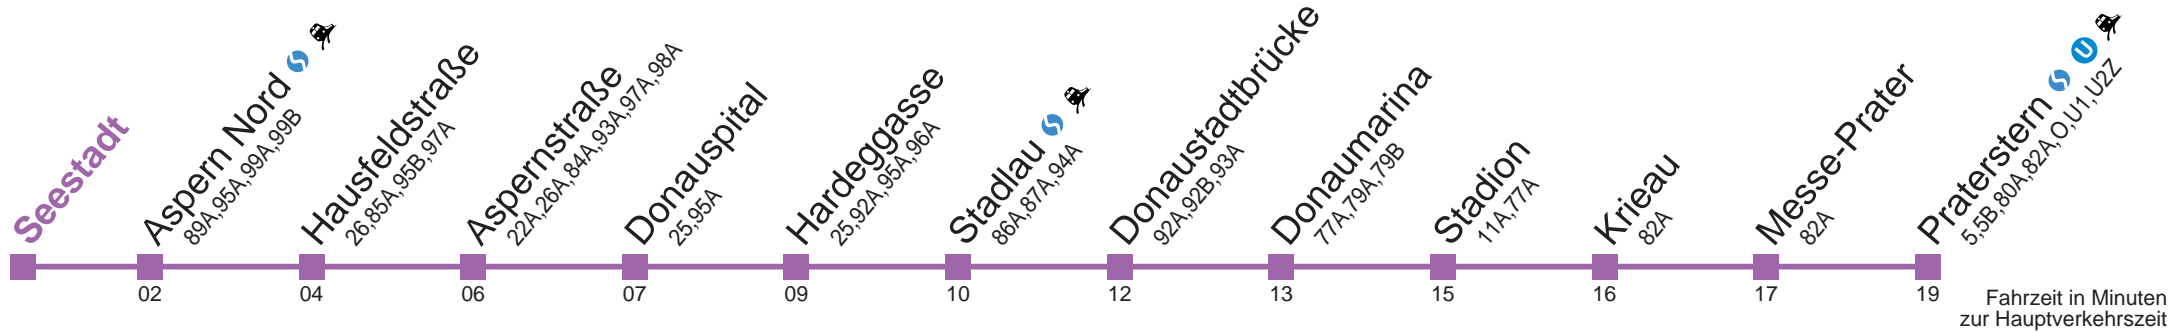 Seestadt
Aspern Nord
89A,95A,99A,99B
Hausfeldstraße
26,85A,95B,97A
Aspernstraße
22A,26A,84A,93A,97A,98A
Donauspital
25,95A
Hardeggasse
25,92A,95A,96A
Stadlau
86A,87A,94A
Donaustadtbrücke
92A,92B,93A
Donaumarina
77A,79A,79B
Stadion
11A,77A
Krieau
82A
Messe-Prater
82A
Praterstern U
5,5B,80A,82A,O,U1,U2Z
02 04 06 07 09 10 12 13 15 16 17 19
Fahrzeit in Minuten
zur Hauptverkehrszeit